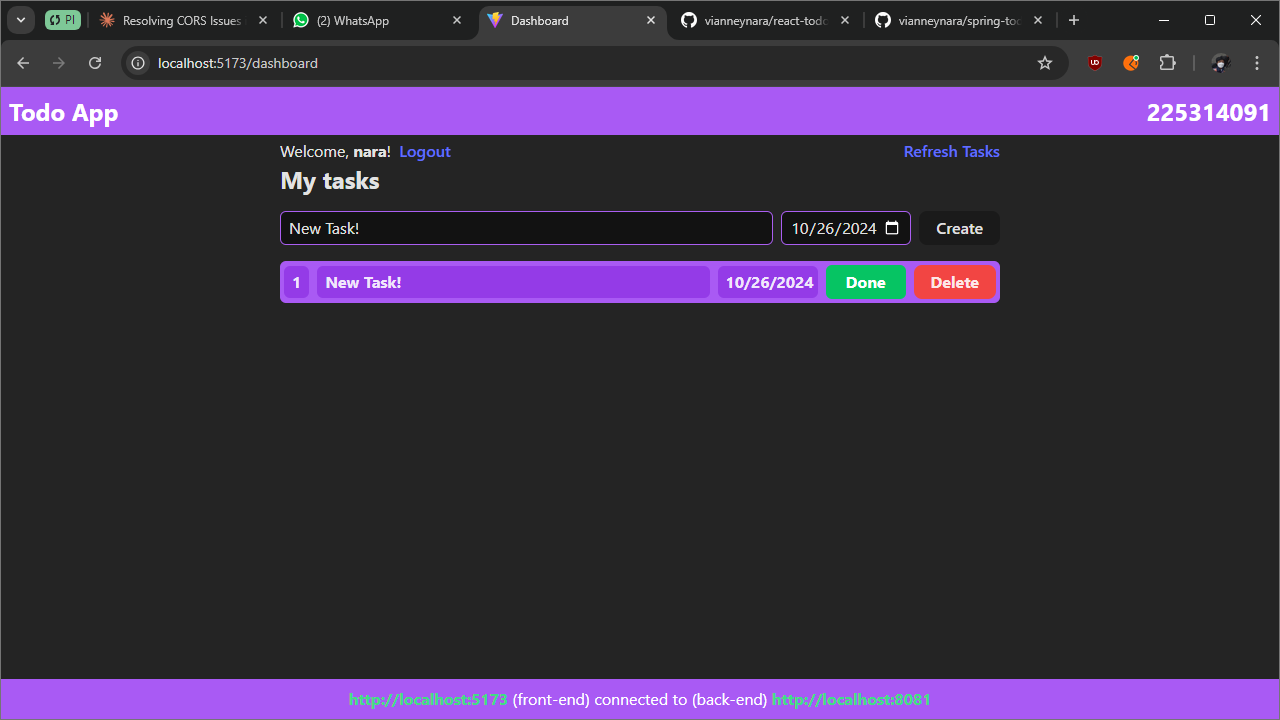 PI
Resolving CORS Issues
(2) WhatsApp
Dashboard
vianneynara/react-todo
vianneynara/spring-to
localhost:5173/dashboard
Todo App
225314091
Welcome, nara! Logout
Refresh Tasks
My tasks
New Task!
10/26/2024
Create
1
New Task!
10/26/2024
Done
Delete
http://localhost:5173 (front-end) connected to (back-end) http://localhost:8081